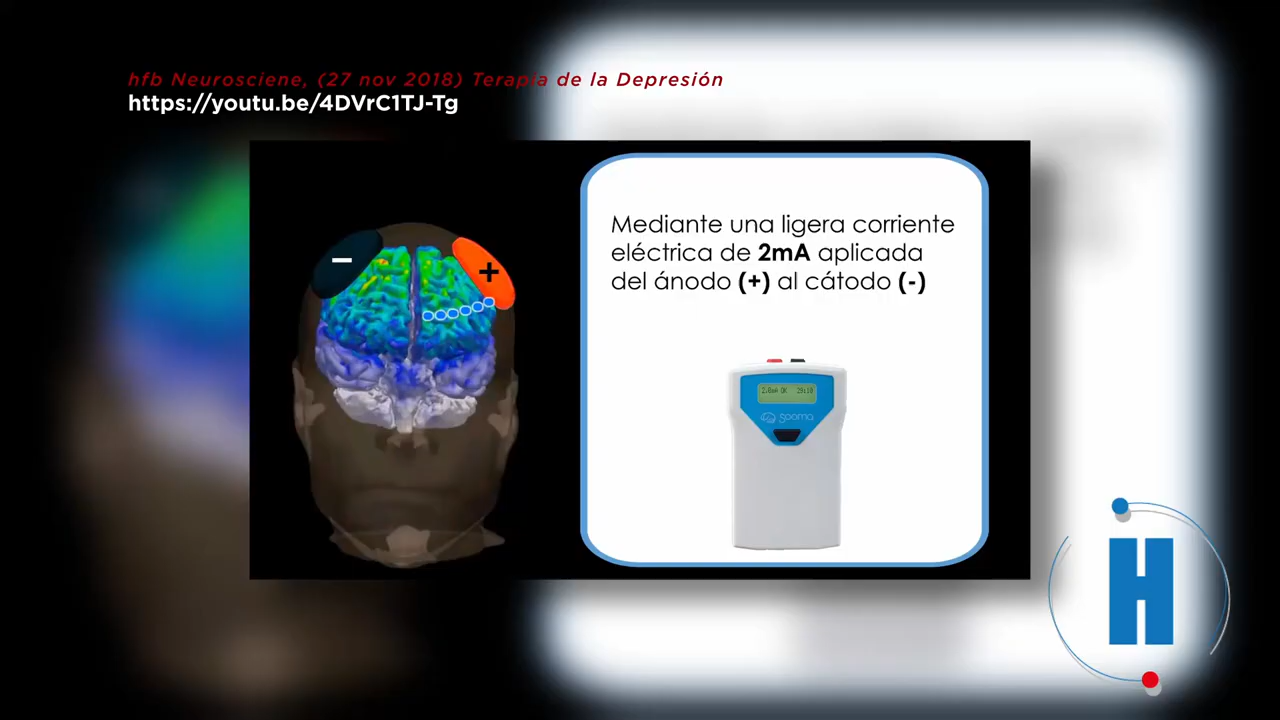 hfb Neurosciene, (27 nov 2018) Terapia de la Depresión
https://youtu.be/4DVrC1TJ-Tg
Mediante una ligera corriente
eléctrica de 2mA aplicada
del ánodo (+) al cátodo (-)
−
+
sooma
H